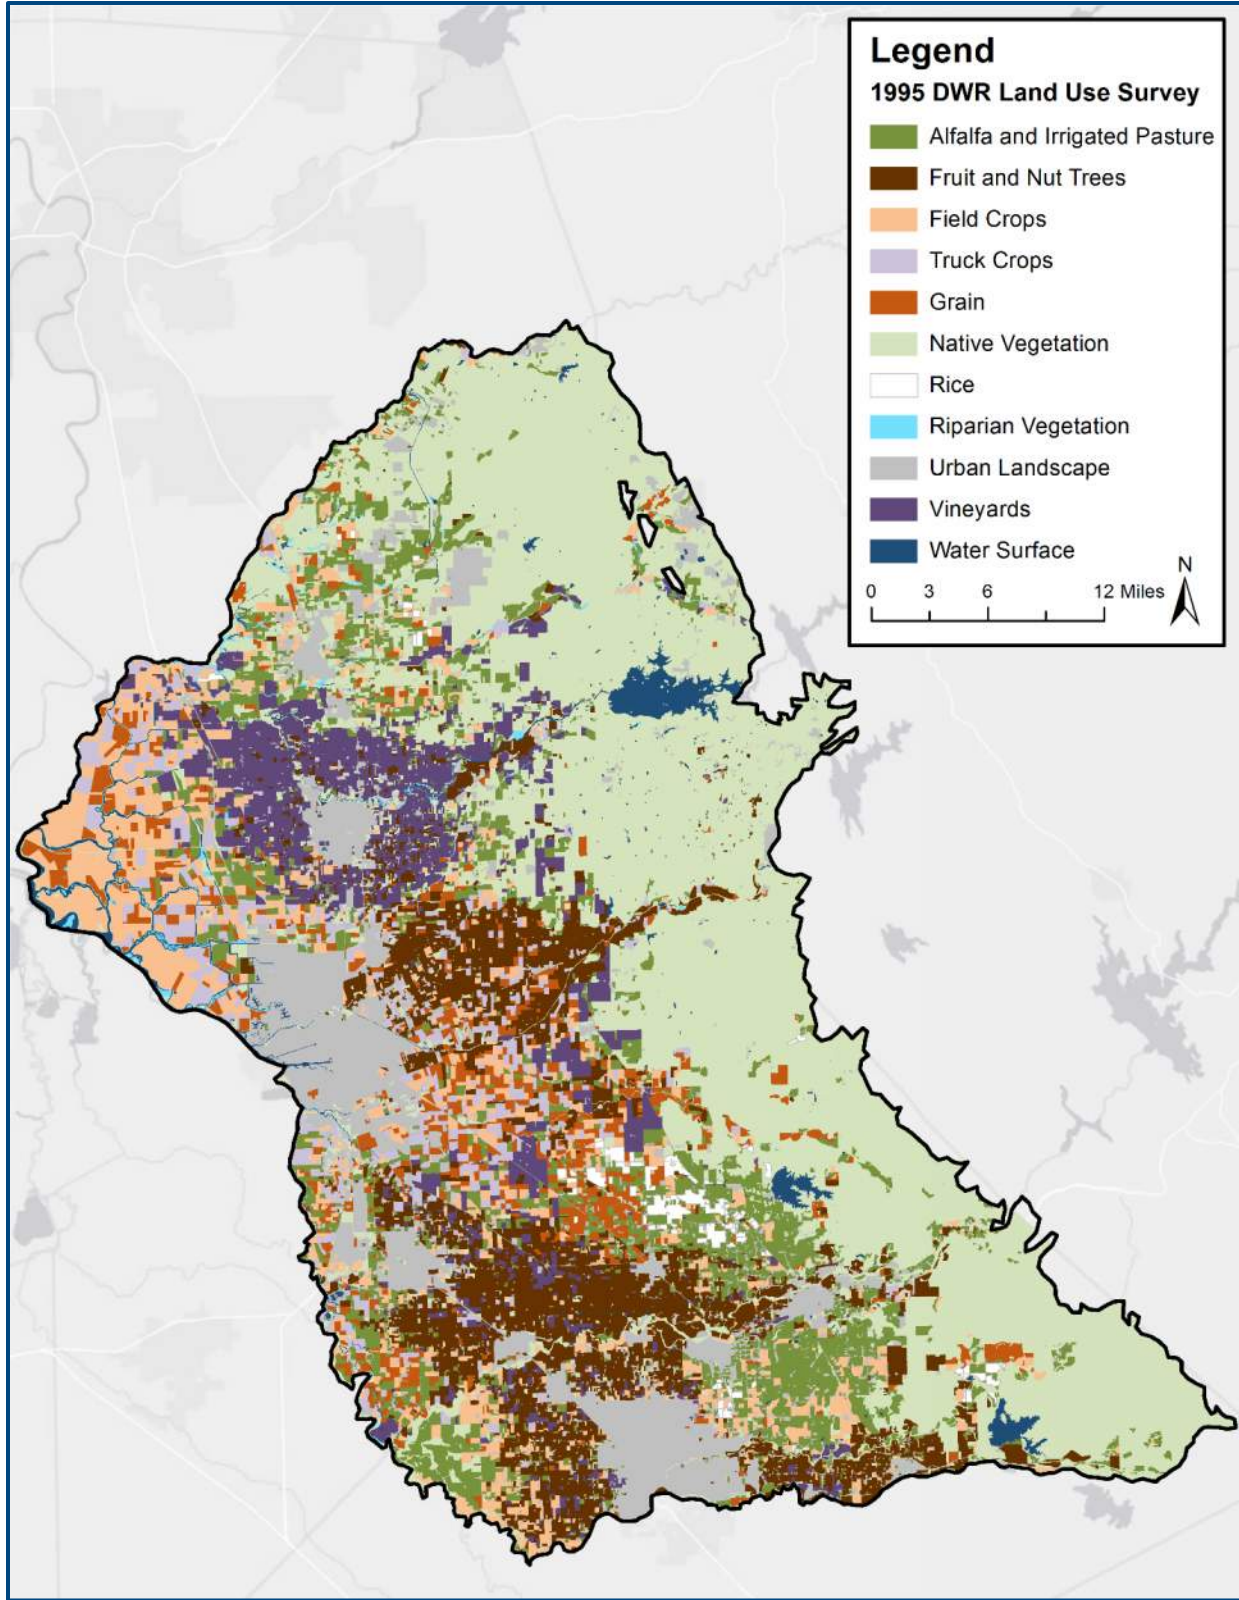 Legend
1995 DWR Land Use Survey
Alfalfa and Irrigated Pasture
Fruit and Nut Trees
Field Crops
Truck Crops
Grain
Native Vegetation
Rice
Riparian Vegetation
Urban Landscape
Vineyards
Water Surface
N
0 3 6 12 Miles